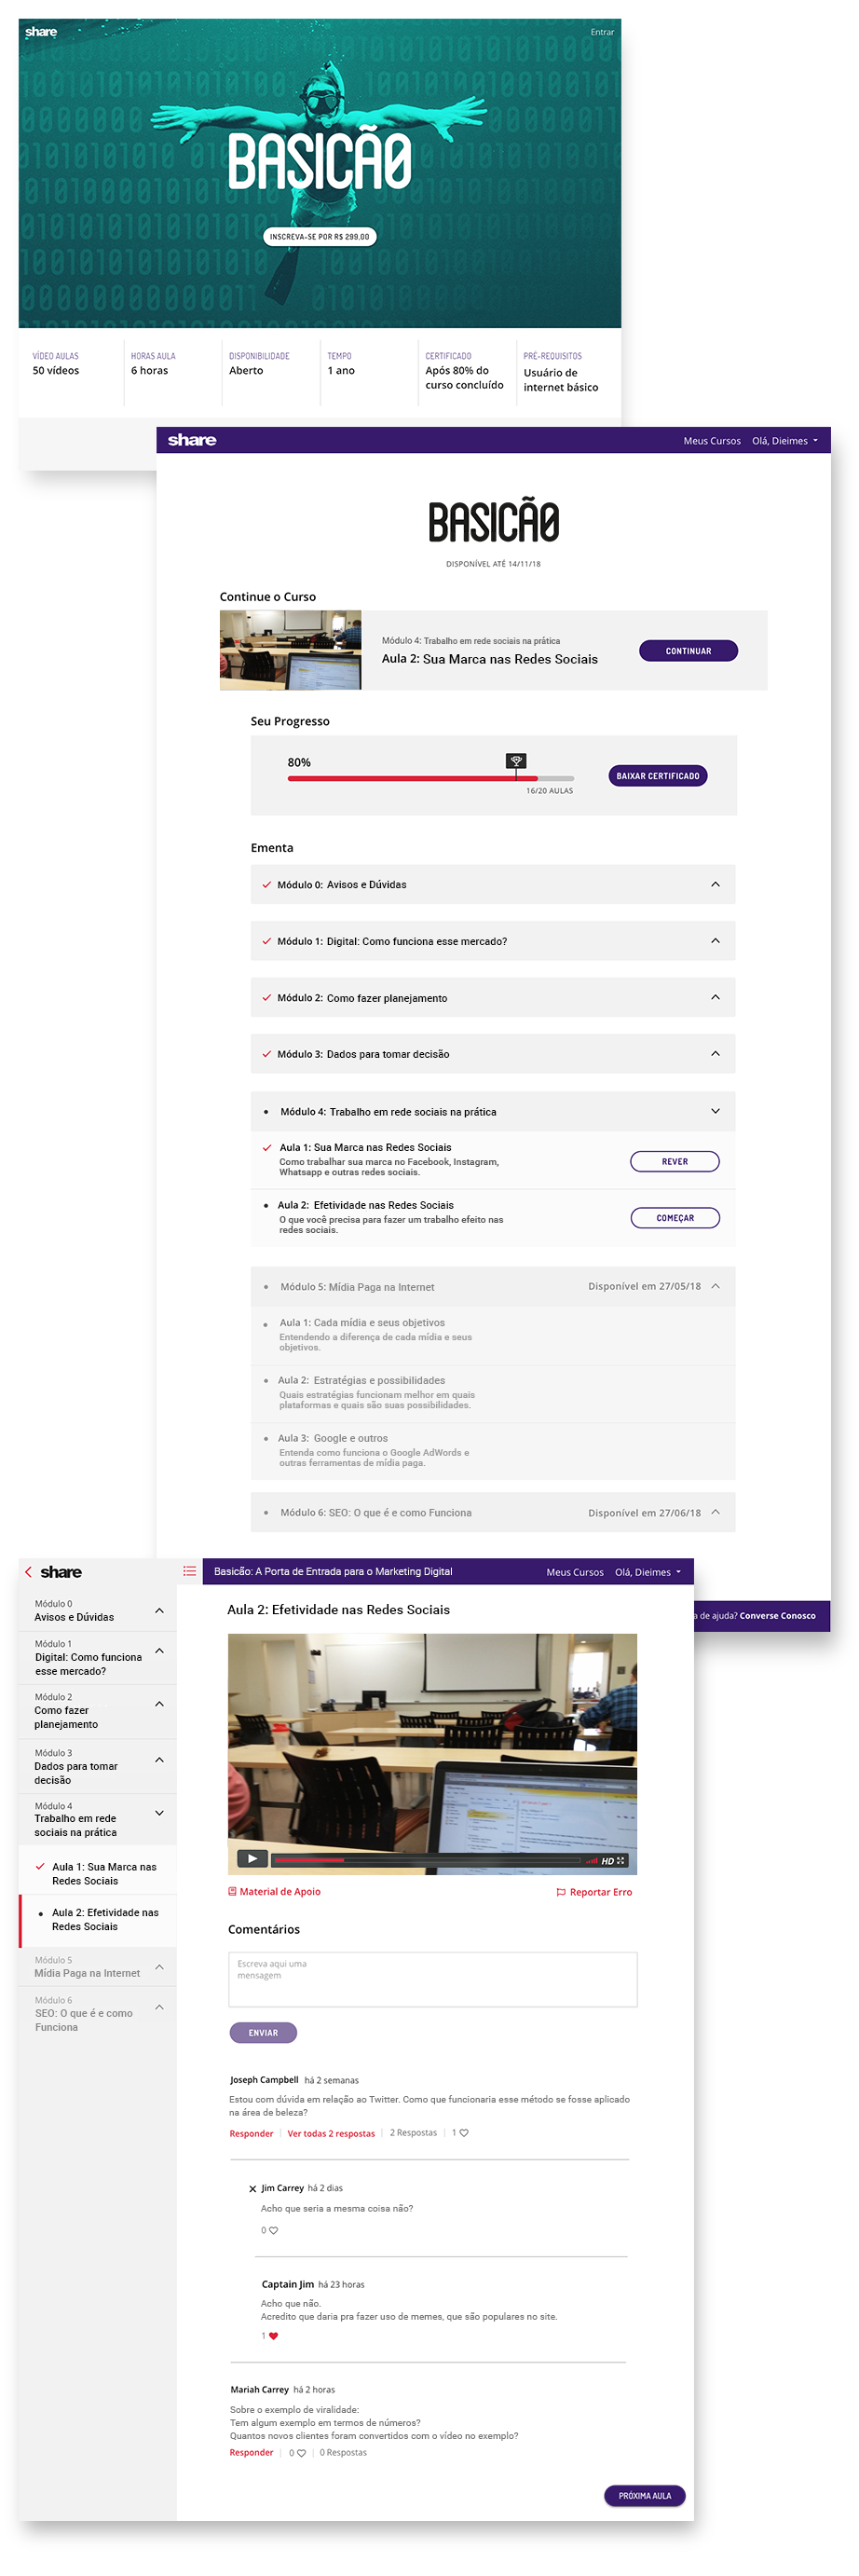 share
Entrar
BASICÃO
INSCREVA-SE POR R$ 299,00
VÍDEO AULAS
50 vídeos
HORAS AULA
6 horas
DISPONIBILIDADE
Aberto
TEMPO
1 ano
CERTIFICADO
Após 80% do
curso concluído
PRÉ-REQUISITOS
Usuário de
internet básico
share
Meus Cursos
Olá, Dieimes
BASICÃO
DISPONÍVEL ATÉ 14/11/18
Continue o Curso
Módulo 4: Trabalho em rede sociais na prática
Aula 2: Sua Marca nas Redes Sociais
CONTINUAR
Seu Progresso
80%
16/20 AULAS
BAIXAR CERTIFICADO
Ementa
Módulo 0: Avisos e Dúvidas
Módulo 1: Digital: Como funciona esse mercado?
Módulo 2: Como fazer planejamento
Módulo 3: Dados para tomar decisão
Módulo 4: Trabalho em rede sociais na prática
Aula 1: Sua Marca nas Redes Sociais
Como trabalhar sua marca no Facebook, Instagram,
Whatsapp e outras redes sociais.
REVER
Aula 2: Efetividade nas Redes Sociais
O que você precisa para fazer um trabalho efeito nas
redes sociais.
COMEÇAR
Módulo 5: Mídia Paga na Internet
Disponível em 27/05/18
Aula 1: Cada mídia e seus objetivos
Entendendo a diferença de cada mídia e seus
objetivos.
Aula 2: Estratégias e possibilidades
Quais estratégias funcionam melhor em quais
plataformas e quais são suas possibilidades.
Aula 3: Google e outros
Entenda como funciona o Google AdWords e
outras ferramentas de mídia paga.
Módulo 6: SEO: O que é e como Funciona
Disponível em 27/06/18
a de ajuda? Converse Conosco
share
Módulo 0
Avisos e Dúvidas
Módulo 1
Digital: Como funciona
esse mercado?
Módulo 2
Como fazer
planejamento
Módulo 3
Dados para tomar
decisão
Módulo 4
Trabalho em rede
sociais na prática
Aula 1: Sua Marca nas
Redes Sociais
Aula 2: Efetividade nas
Redes Sociais
Módulo 5
Mídia Paga na Internet
Módulo 6
SEO: O que é e como
Funciona
Basicão: A Porta de Entrada para o Marketing Digital
Meus Cursos
Olá, Dieimes
Aula 2: Efetividade nas Redes Sociais
HD
Material de Apoio
Reportar Erro
Comentários
Escreva aqui uma
mensagem
ENVIAR
Joseph Campbell há 2 semanas
Estou com dúvida em relação ao Twitter. Como que funcionaria esse método se fosse aplicado
na área de beleza?
Responder | Ver todas 2 respostas | 2 Respostas | 1
Jim Carrey há 2 dias
Acho que seria a mesma coisa não?
0
Captain Jim há 23 horas
Acho que não.
Acredito que daria pra fazer uso de memes, que são populares no site.
1
Mariah Carrey há 2 horas
Sobre o exemplo de viralidade:
Tem algum exemplo em termos de números?
Quantos novos clientes foram convertidos com o vídeo no exemplo?
Responder | 0 | 0 Respostas
PRÓXIMA AULA